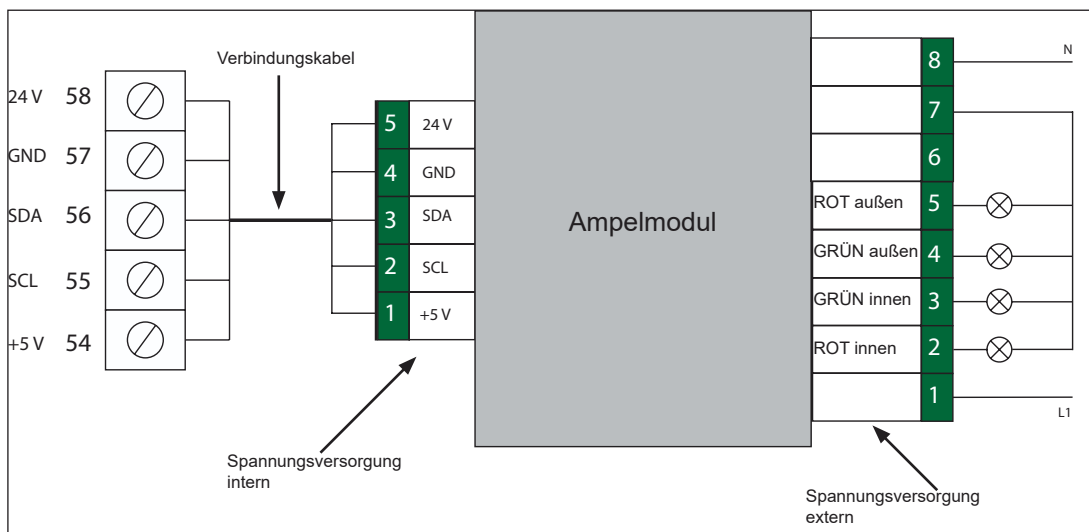 Verbindungskabel
24 V 58
GND 57
SDA 56
SCL 55
+5 V 54
5 24 V
4 GND
3 SDA
2 SCL
1 +5 V
Spannungsversorgung
intern
Ampelmodul
8 N
7
6
ROT außen 5
GRÜN außen 4
GRÜN innen 3
ROT innen 2
1 L1
Spannungsversorgung
extern